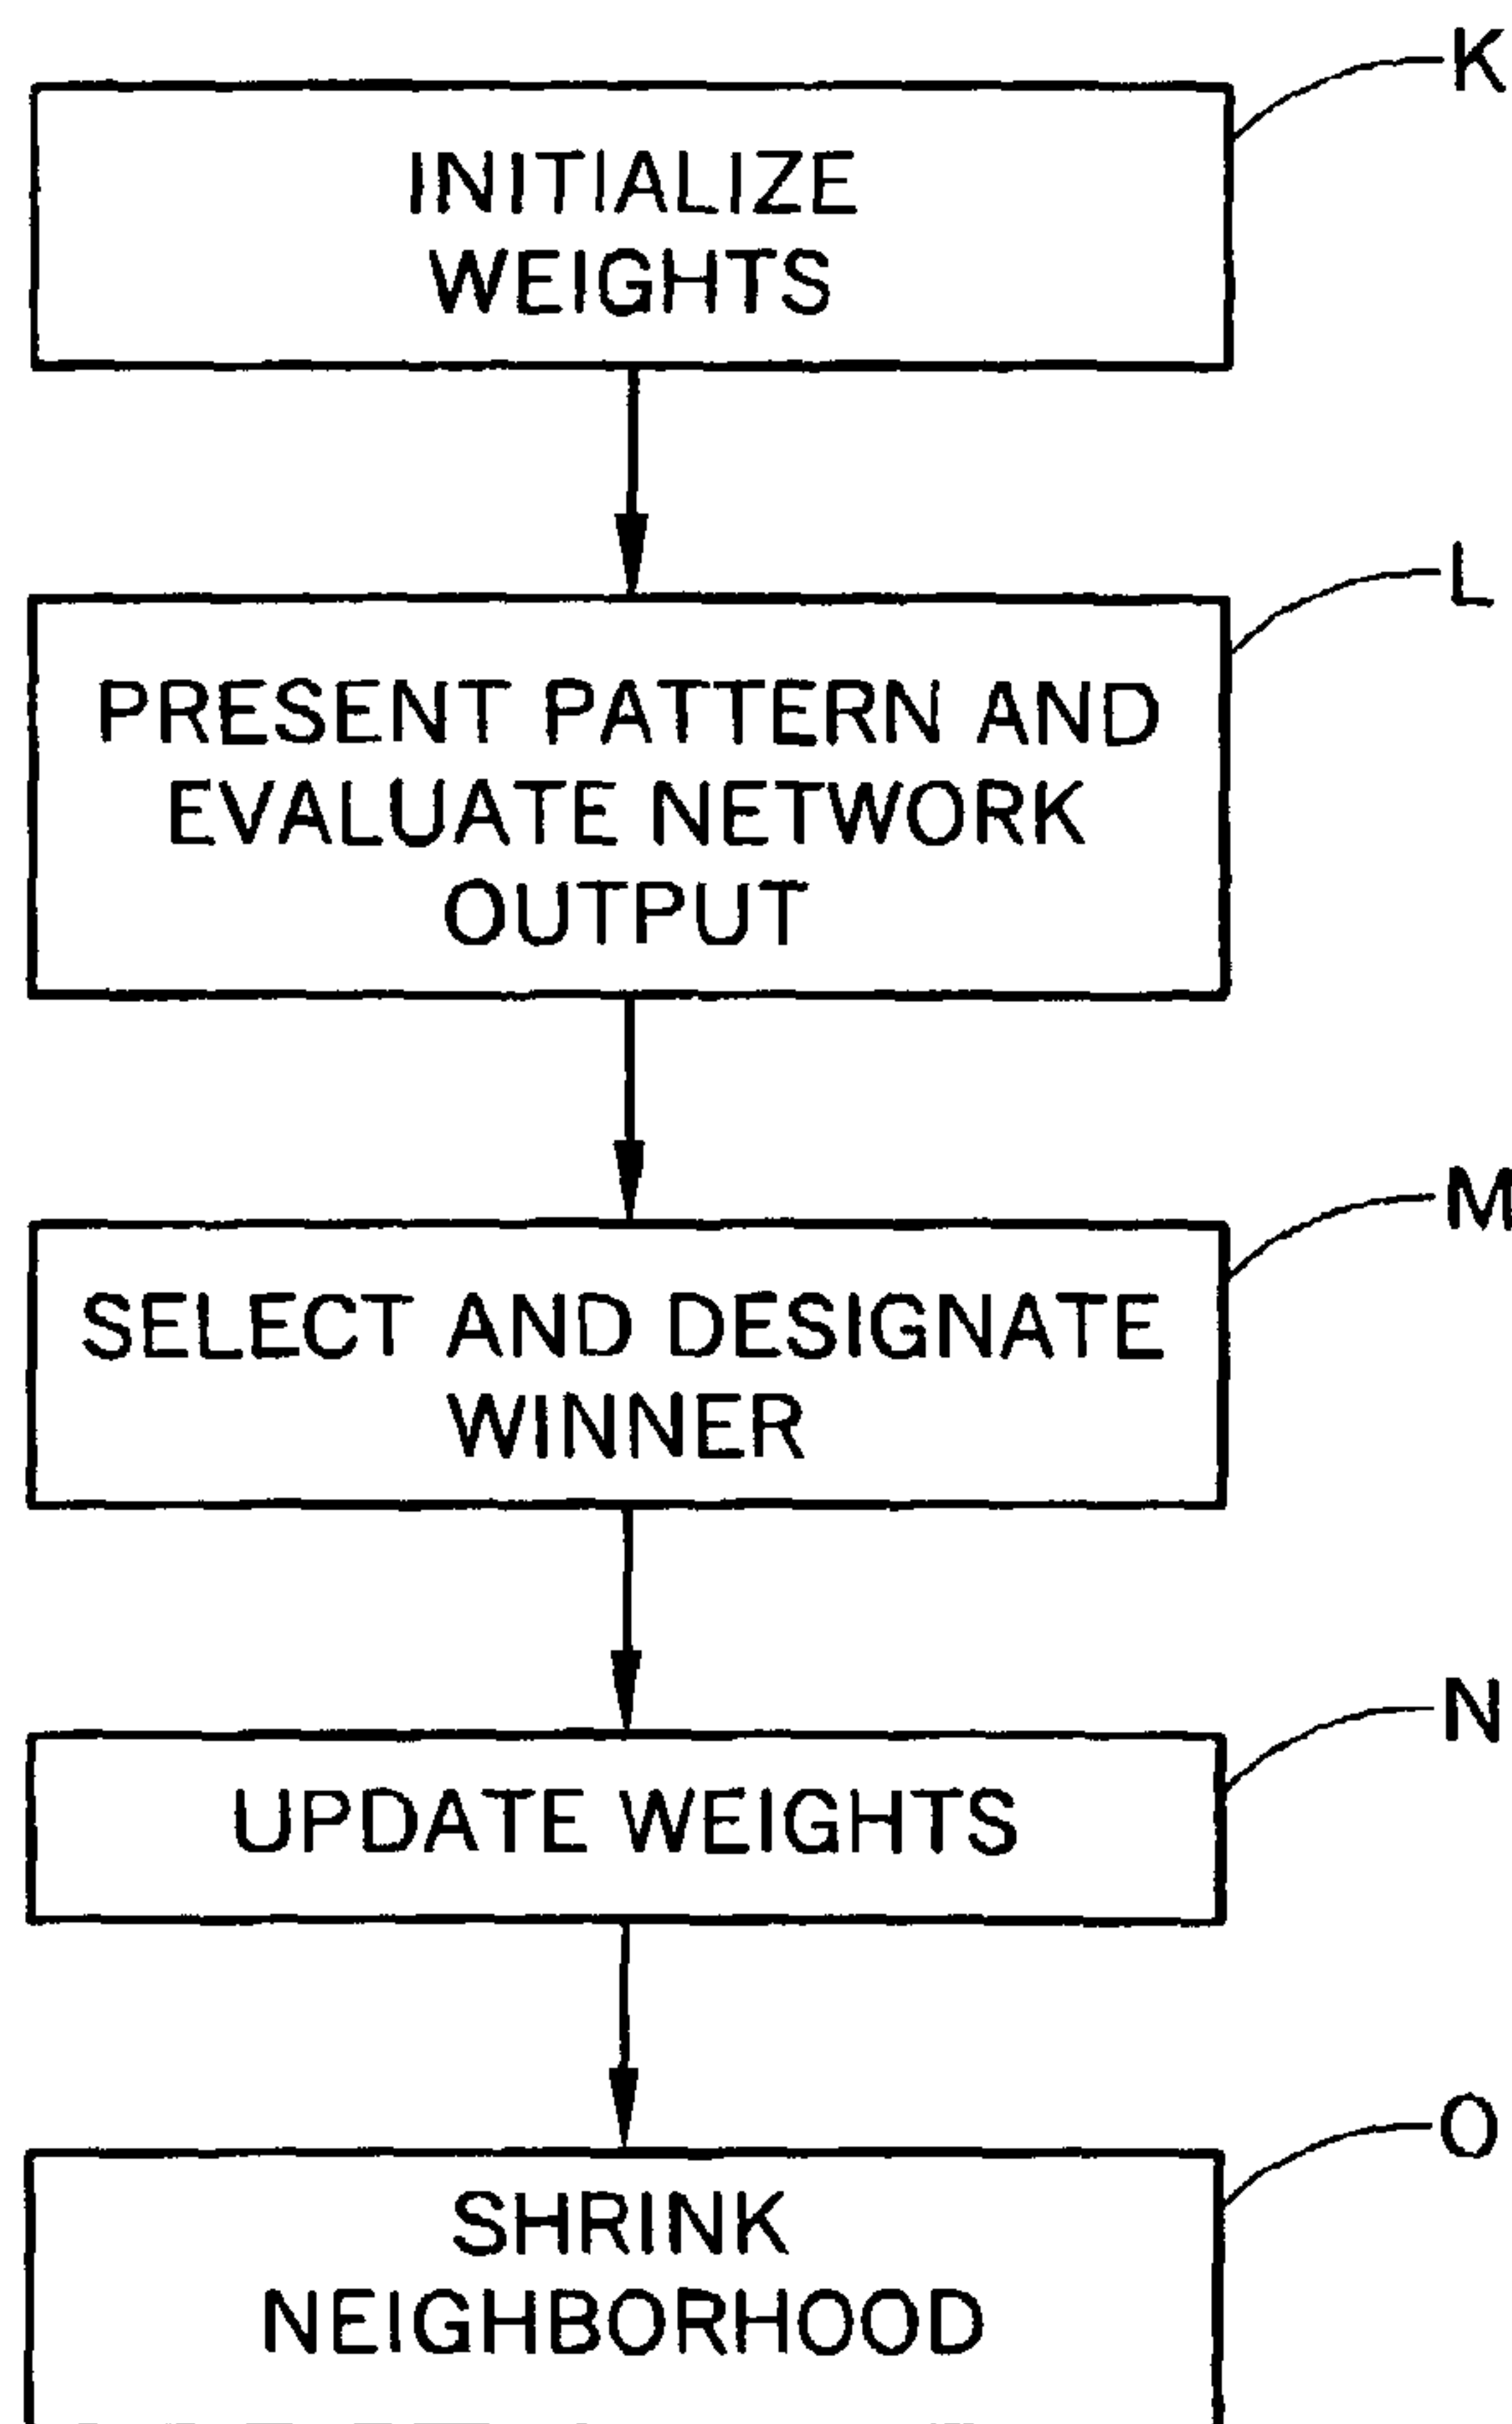 K
INITIALIZE
WEIGHTS
L
PRESENT PATTERN AND
EVALUATE NETWORK
OUTPUT
M
SELECT AND DESIGNATE
WINNER
N
UPDATE WEIGHTS
O
SHRINK
NEIGHBORHOOD